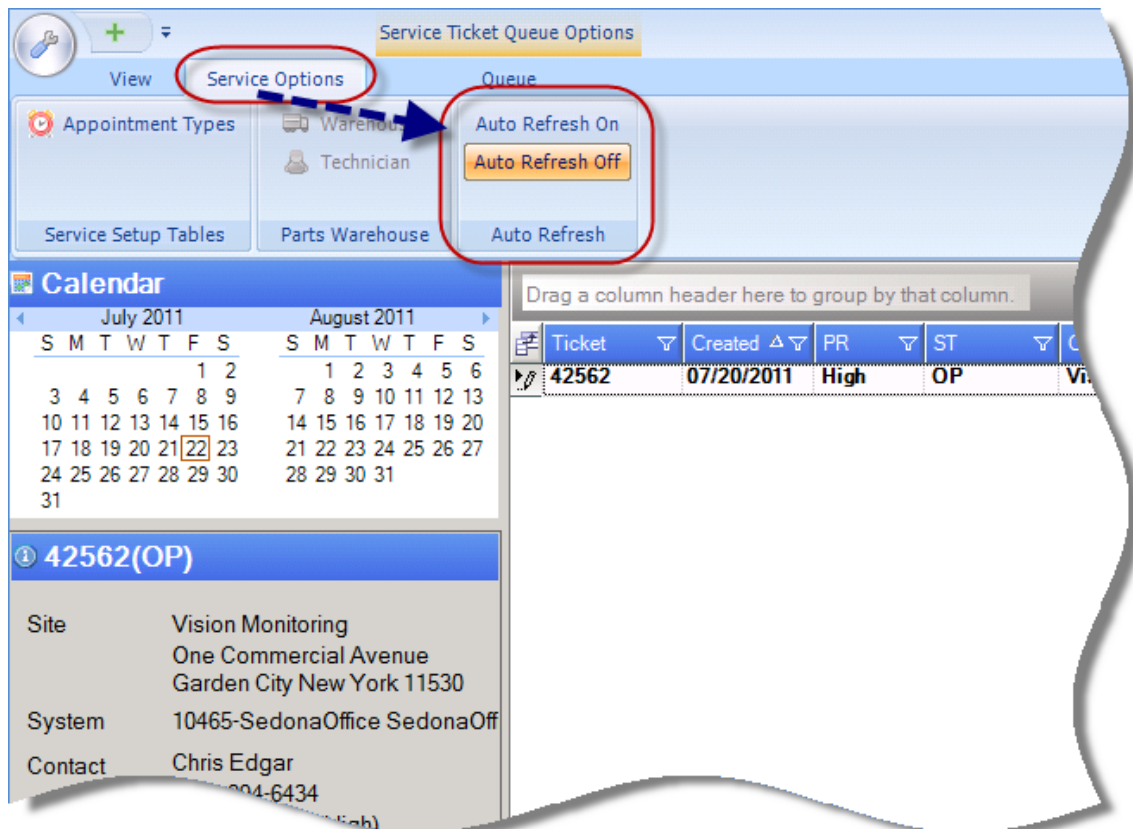 Service Ticket Queue Options
View Service Options Queue
Appointment Types
Service Setup Tables
Technician
Parts Warehouse
Auto Refresh On
Auto Refresh Off
Auto Refresh
Calendar
July 2011
S M T W T F S
1 2
3 4 5 6 7 8 9
10 11 12 13 14 15 16
17 18 19 20 21 22 23
24 25 26 27 28 29 30
31
August 2011
S M T W T F S
1 2 3 4 5 6
7 8 9 10 11 12 13
14 15 16 17 18 19 20
21 22 23 24 25 26 27
28 29 30 31
42562(OP)
Site Vision Monitoring
One Commercial Avenue
Garden City New York 11530
System 10465-SedonaOffice SedonaOff
Contact Chris Edgar
4-6434
Drag a column header here to group by that column.
Ticket Created PR ST
42562 07/20/2011 High OP